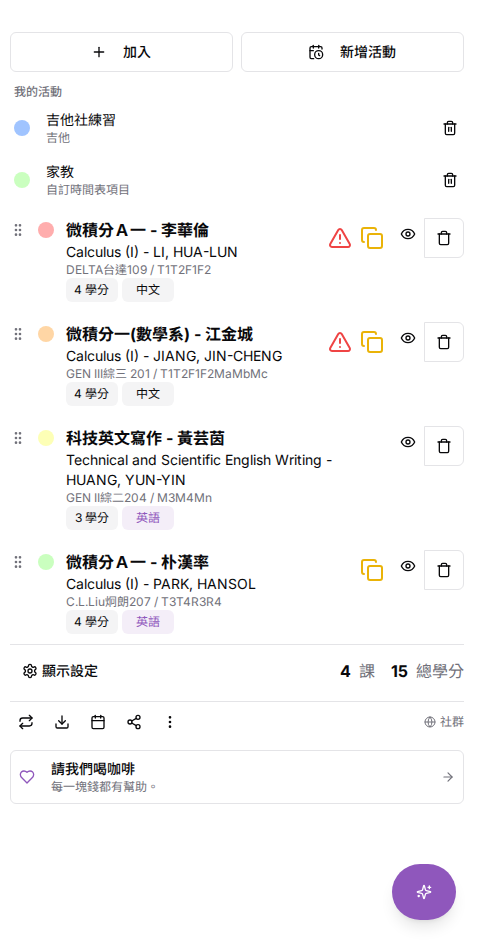 加入
新增活動
我的活動
吉他社練習
吉他
家教
自訂時間表項目
微積分A一 - 李華倫
Calculus (I) - LI, HUA-LUN
DELTA台達109 / T1T2F1F2
4 學分 中文
微積分一(數學系) - 江金城
Calculus (I) - JIANG, JIN-CHENG
GEN III綜三 201 / T1T2F1F2MaMbMc
4 學分 中文
科技英文寫作 - 黃芸茵
Technical and Scientific English Writing -
HUANG, YUN-YIN
GEN II綜二204 / M3M4Mn
3 學分 英語
微積分A一 - 朴漢率
Calculus (I) - PARK, HANSOL
C.L.Liu炯朗207 / T3T4R3R4
4 學分 英語
顯示設定
4 課 15 總學分
社群
請我們喝咖啡
每一塊錢都有幫助。